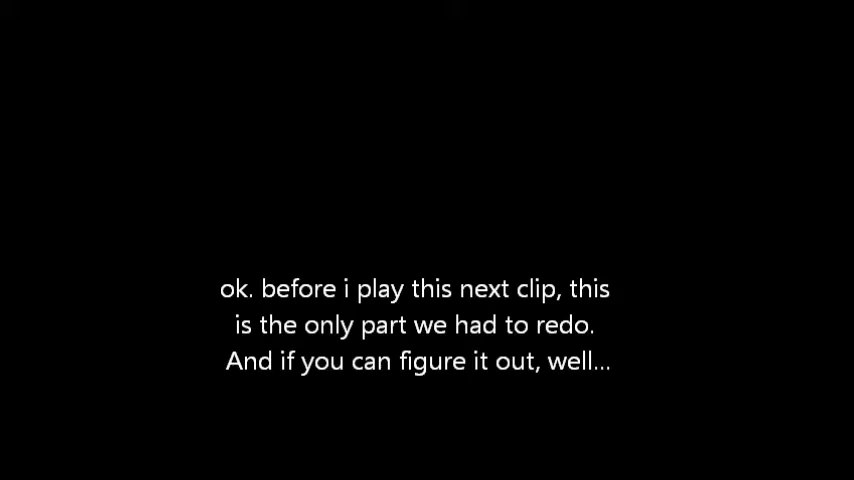 ok. before i play this next clip, this
is the only part we had to redo.
And if you can figure it out, well...